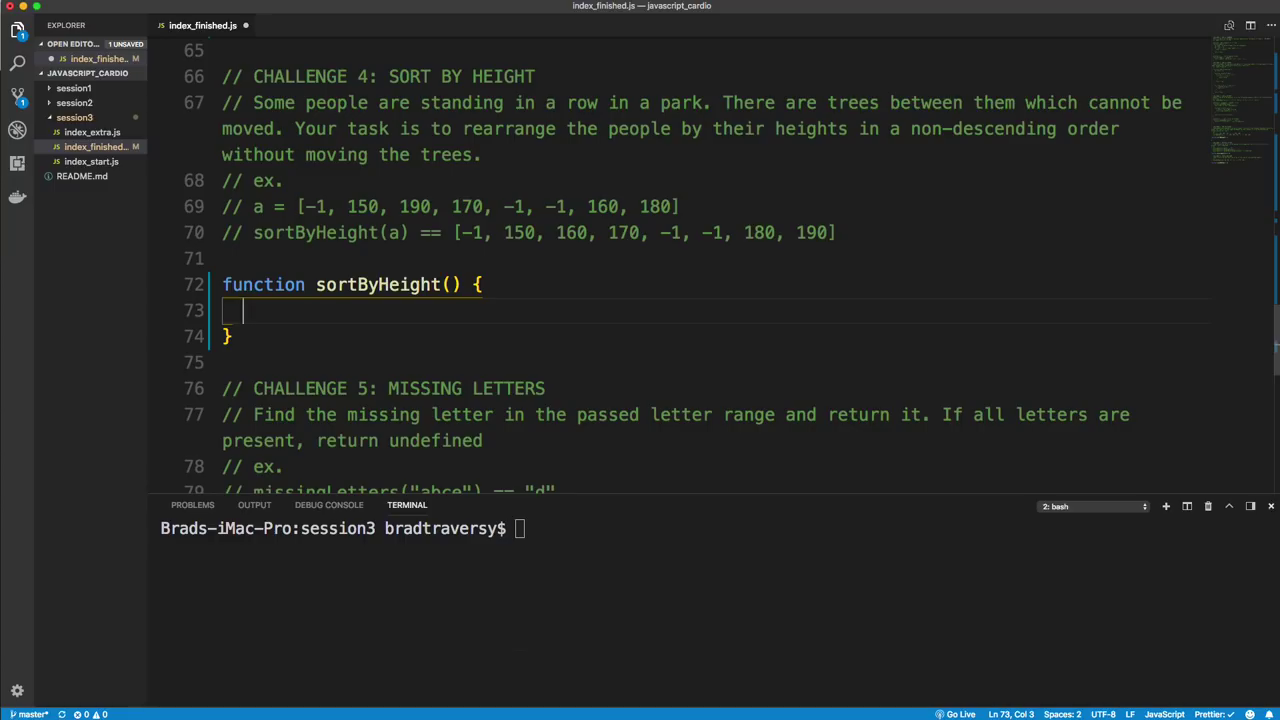 index_finished.js — javascript_cardio
EXPLORER
index_finished.js
OPEN EDITO... 1 UNSAVED
index_finishe... M
JAVASCRIPT_CARDIO
session1
session2
session3
index_extra.js
index_finished... M
index_start.js
README.md
1
1
65
66 // CHALLENGE 4: SORT BY HEIGHT
67 // Some people are standing in a row in a park. There are trees between them which cannot be
moved. Your task is to rearrange the people by their heights in a non-descending order
without moving the trees.
68 // ex.
69 // a = [-1, 150, 190, 170, -1, -1, 160, 180]
70 // sortByHeight(a) == [-1, 150, 160, 170, -1, -1, 180, 190]
71
72 function sortByHeight() {
73
74 }
75
76 // CHALLENGE 5: MISSING LETTERS
77 // Find the missing letter in the passed letter range and return it. If all letters are
present, return undefined
78 // ex.
79 // missingLetters("abce") == "d"
PROBLEMS OUTPUT DEBUG CONSOLE TERMINAL 2: bash
Brads-iMac-Pro:session3 bradtraversy$
master* 0 0 Go Live Ln 73, Col 3 Spaces: 2 UTF-8 LF JavaScript Prettier: ✓